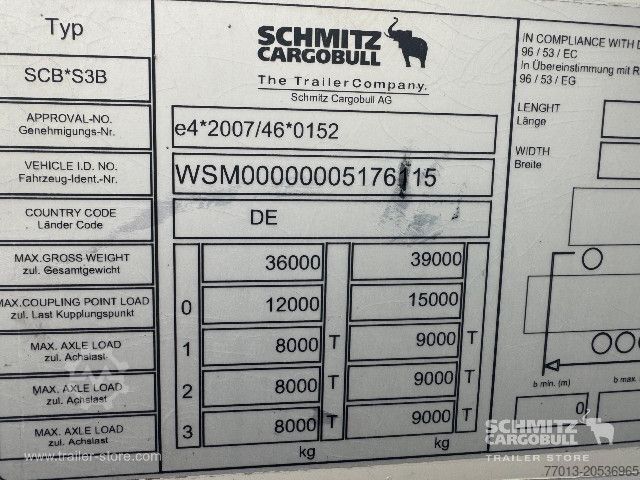 Typ
SCB*S3B
APPROVAL-NO.
Genehmigungs-Nr.
VEHICLE I.D. NO.
Fahrzeug-Ident.-Nr.
COUNTRY CODE
Länder Code
MAX.GROSS WEIGHT
zul. Gesamtgewicht
MAX.COUPLING POINT LOAD
zul. Last Kupplungspunkt
MAX. AXLE LOAD
zul. Achslast
MAX. AXLE LOAD
zul. Achslast
MAX. AXLE LOAD
zul. Achslast
SCHMITZ
CARGOBULL
The TrailerCompany.
Schmitz Cargobull AG
e4*2007/46*0152
WSM00000005176115
DE
36000 39000
0 12000 15000
1 8000 T 9000 T
2 8000 9000
3 8000 T 9000 T
kg kg
IN COMPLIANCE WITH
96 / 53 / EC
In Übereinstimmung mit
96 / 53 / EG
LENGHT
Länge
WIDTH
Breite
b min. (m) b max.
0
SCHMITZ
CARGOBULL
TRAILER STORE
www.trailer-store.com
77013-20536965